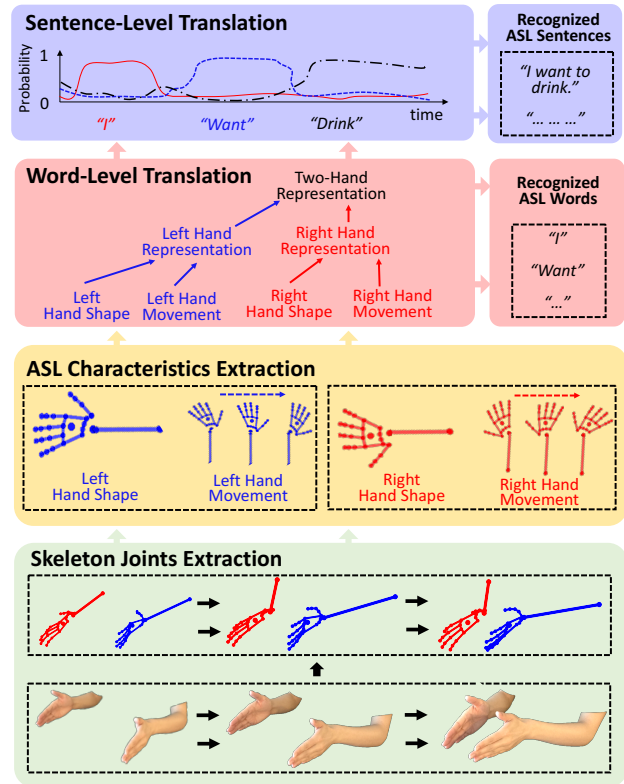 Sentence-Level Translation
Probability
1
0
"I"
"Want"
"Drink"
time
Recognized
ASL Sentences
"I want to
drink."
"… … …"
Word-Level Translation
Two-Hand
Representation
Left Hand
Representation
Right Hand
Representation
Left
Hand Shape
Left Hand
Movement
Right
Hand Shape
Right Hand
Movement
Recognized
ASL Words
"I"
"Want"
"…"
ASL Characteristics Extraction
Left
Hand Shape
Left Hand
Movement
Right
Hand Shape
Right Hand
Movement
Skeleton Joints Extraction